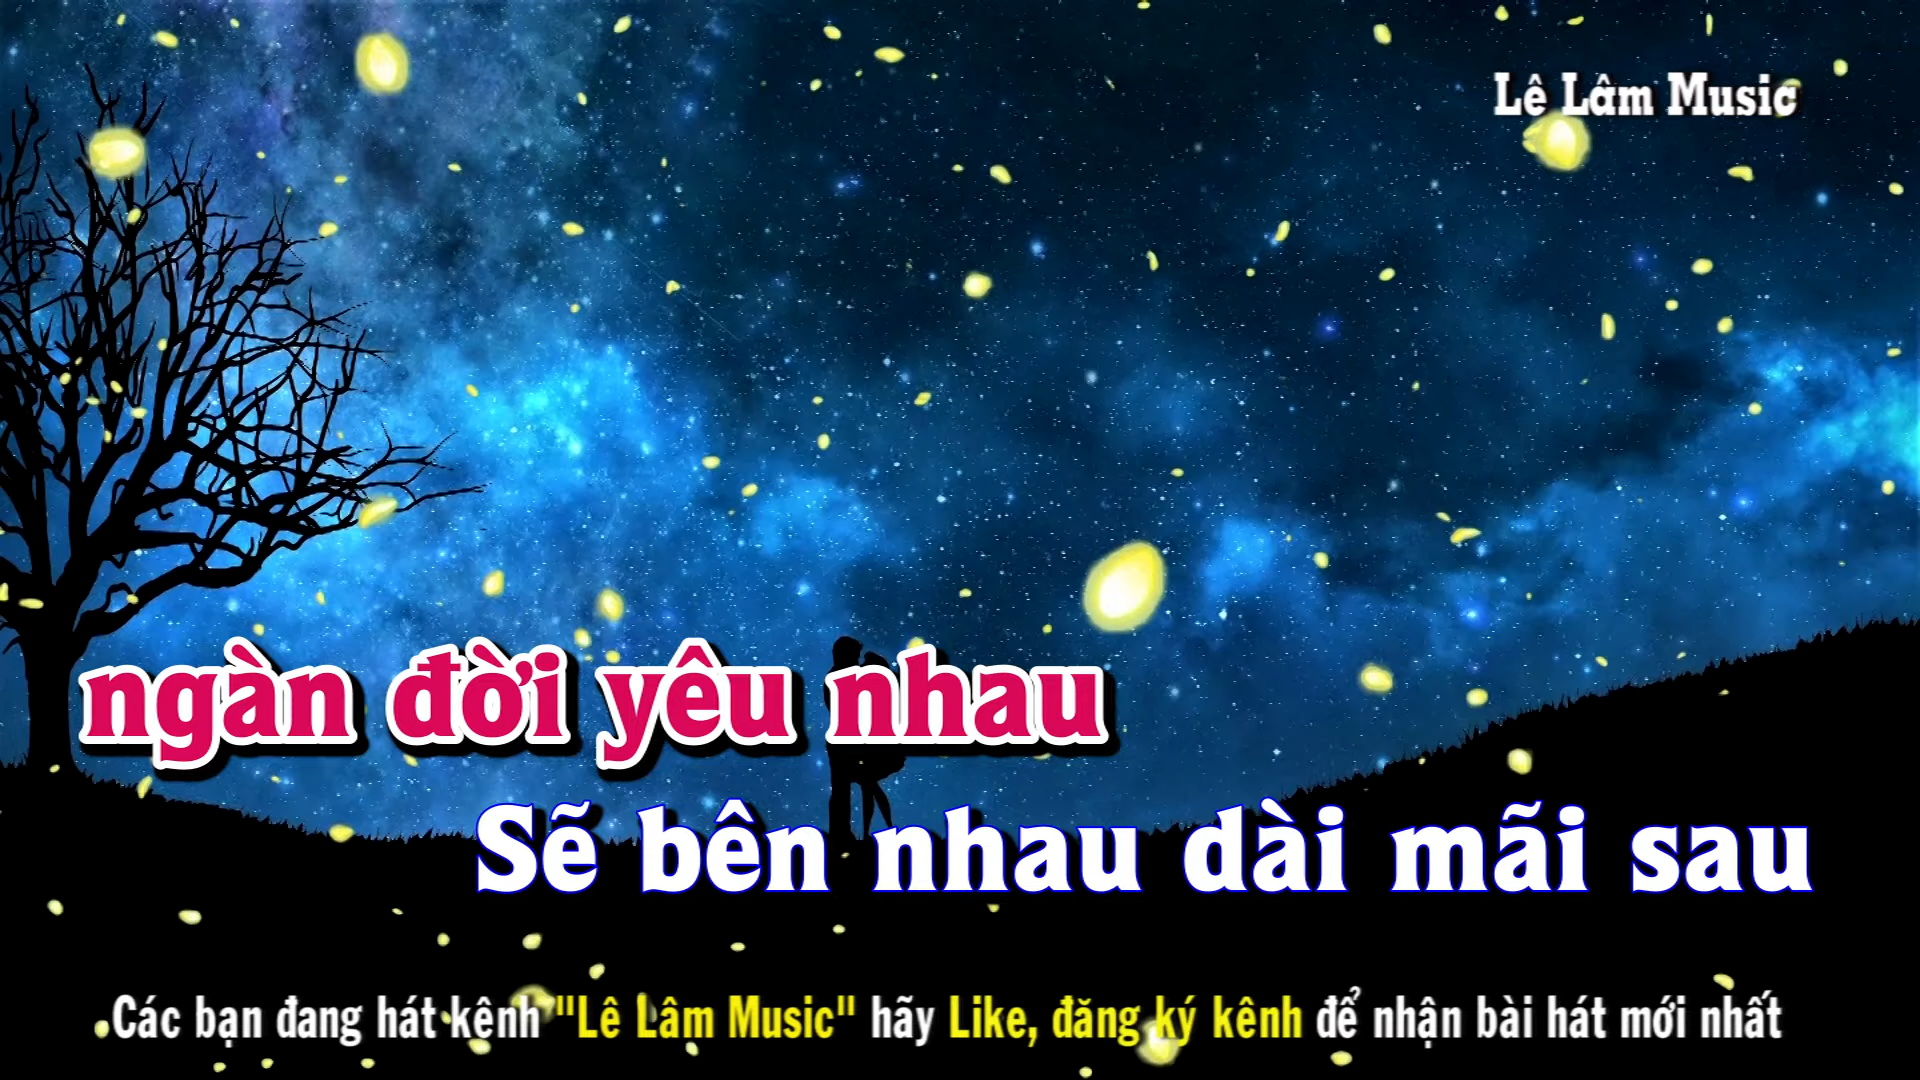 Lê Lâm Music
ngàn đời yêu nhau
Sẽ bên nhau dài mãi sau
Các bạn đang hát kênh "Lê Lâm Music" hãy Like, đăng ký kênh để nhận bài hát mới nhất